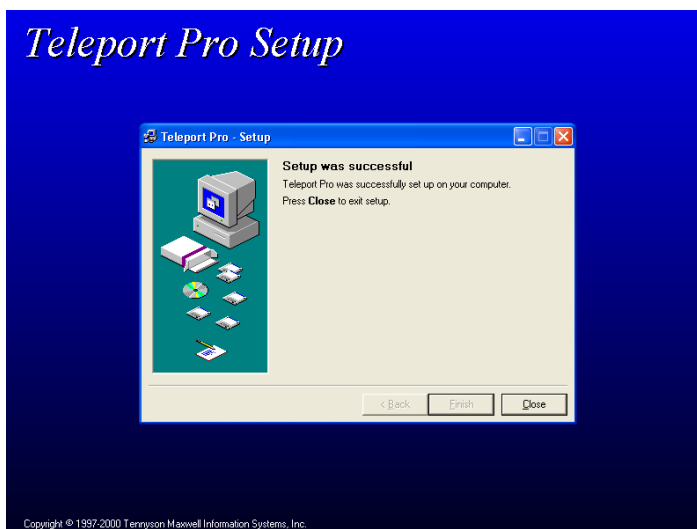 Teleport Pro Setup
Teleport Pro - Setup
Setup was successful
Teleport Pro was successfully set up on your computer.
Press Close to exit setup.
< Back
Finish
Close
Copyright © 1997-2000 Tennyson Maxwell Information Systems, Inc.